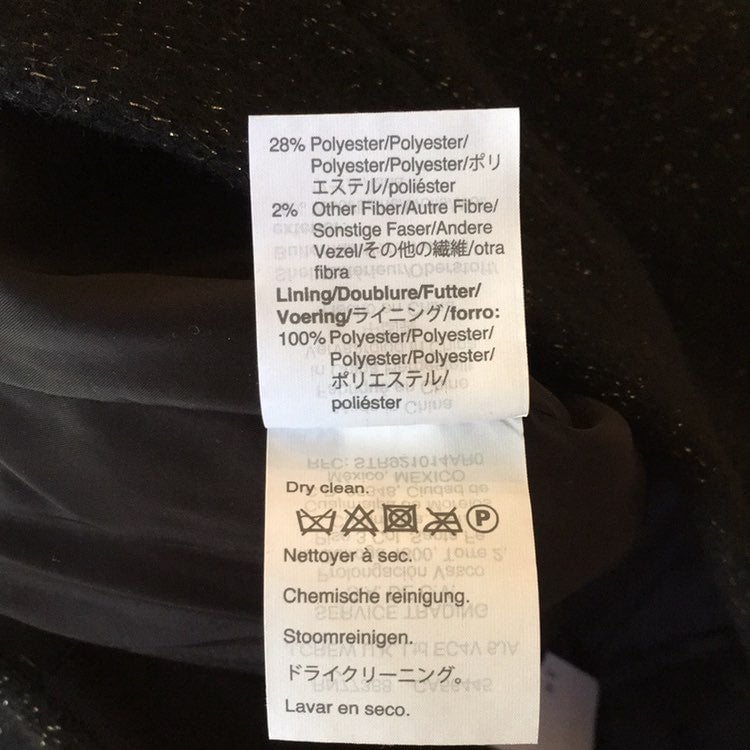 28% Polyester/Polyester/
Polyester/Polyester/ポリ
エステル/poliéster
2% Other Fiber/Autre Fibre/
Sonstige Faser/Andere
Vezel/その他の繊維/otra
fibra
Lining/Doublure/Futter/
Voering/ライニング/forro:
100% Polyester/Polyester/
Polyester/Polyester/
ポリエステル/
poliéster
Dry clean.
Ⓟ
Nettoyer à sec.
Chemische reinigung.
Stoomreinigen.
ドライクリーニング。
Lavar en seco.